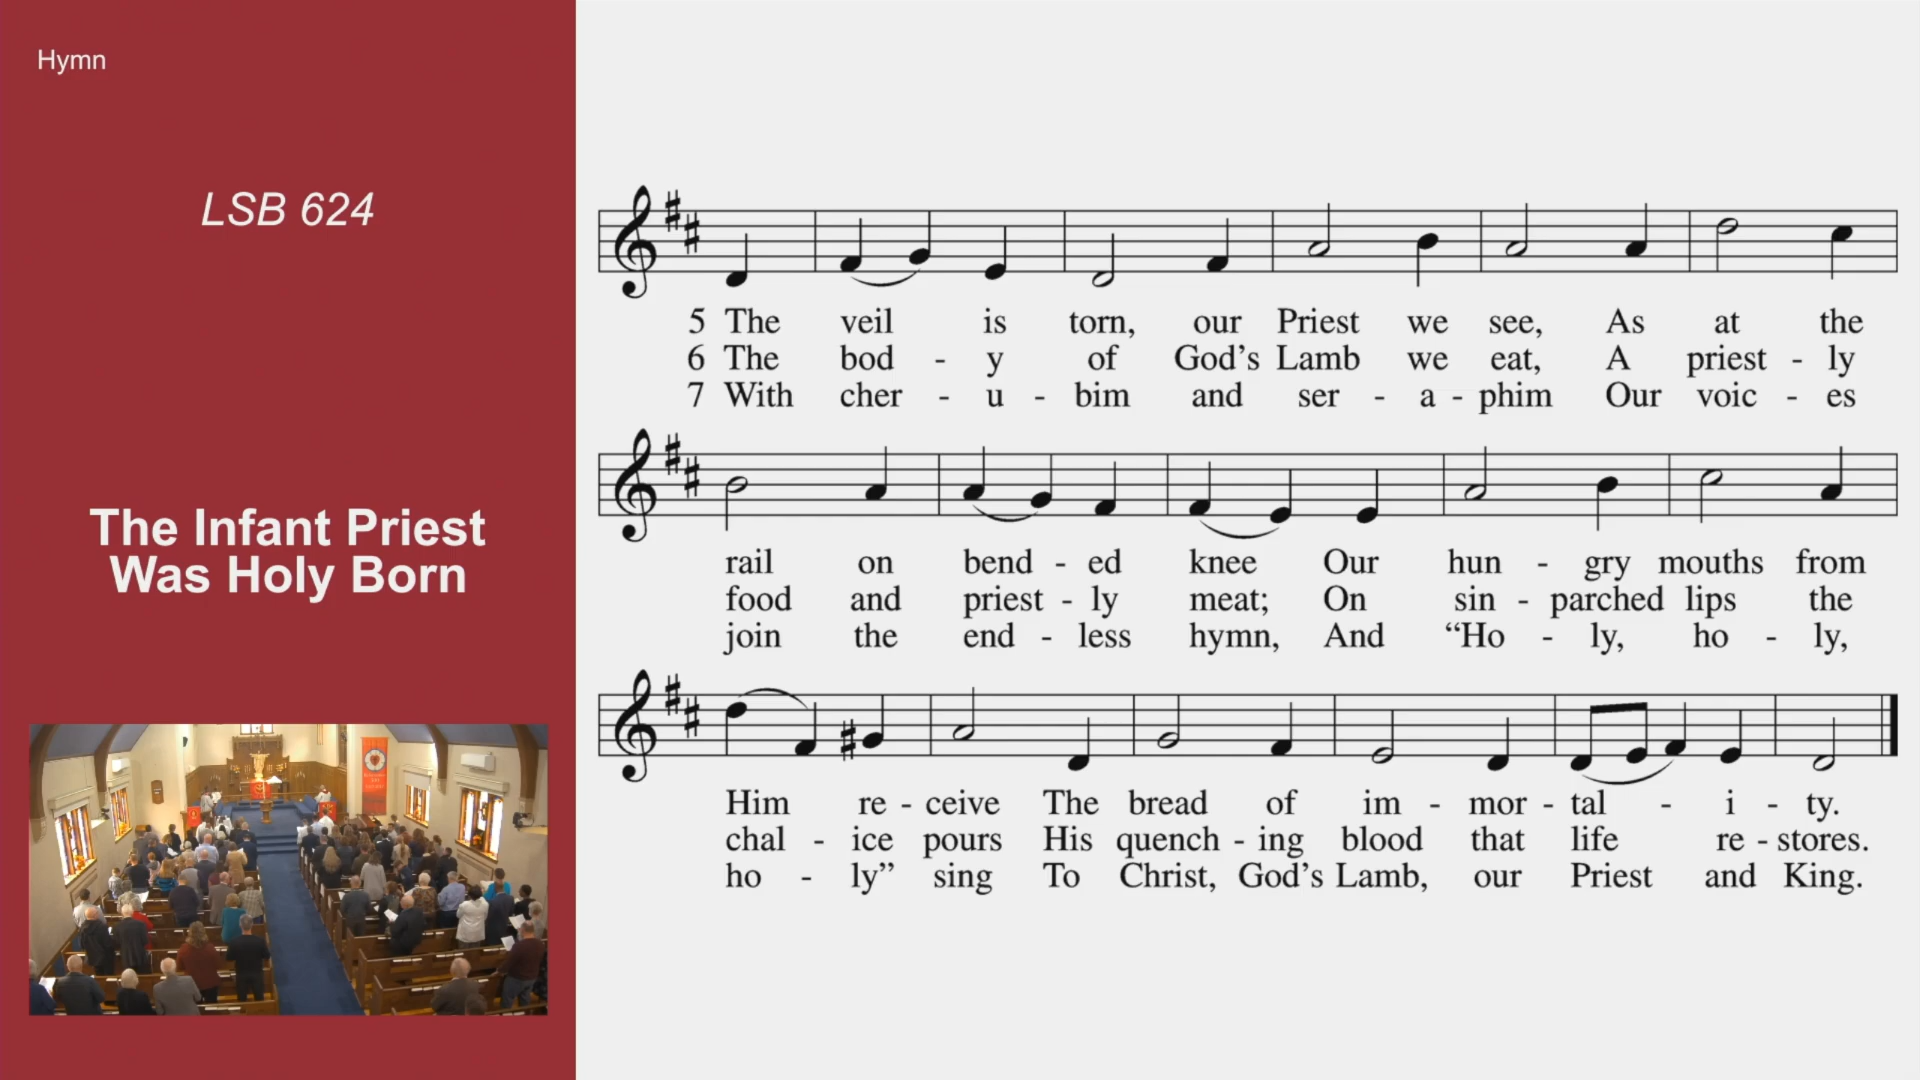 Hymn
LSB 624
The Infant Priest
Was Holy Born
5 The veil is torn, our Priest we see, As at the
6 The bod - y of God's Lamb we eat, A priest - ly
7 With cher - u - bim and ser - a - phim Our voic - es
rail on bend - ed knee Our hun - gry mouths from
food and priest - ly meat; On sin - parched lips the
join the end - less hymn, And “Ho - ly, ho - ly,
Him re - ceive The bread of im - mor - tal - i - ty.
chal - ice pours His quench - ing blood that life re - stores.
ho - ly” sing To Christ, God's Lamb, our Priest and King.